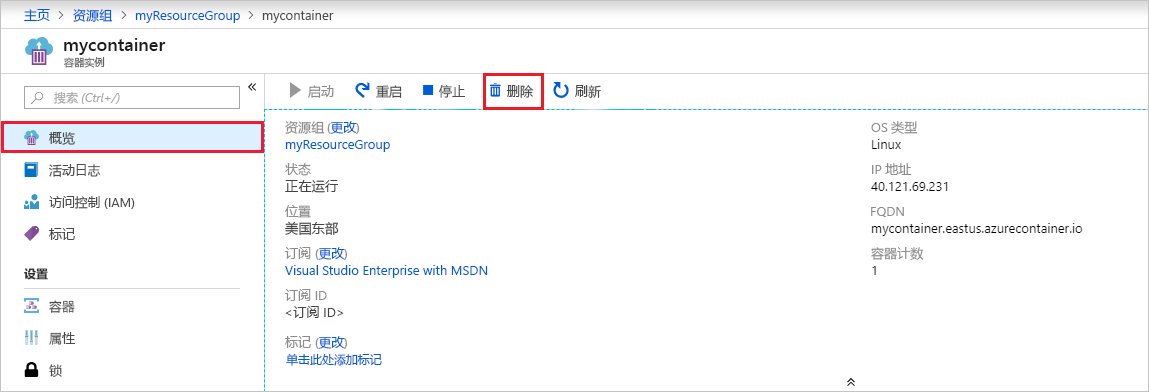 主页 > 资源组 > myResourceGroup > mycontainer
mycontainer
容器实例
搜索 (Ctrl+/)
概览
活动日志
访问控制 (IAM)
标记
设置
容器
属性
锁
启动 重启 停止 删除 刷新
资源组 (更改)
myResourceGroup
状态
正在运行
位置
美国东部
订阅 (更改)
Visual Studio Enterprise with MSDN
订阅 ID
<订阅 ID>
标记 (更改)
单击此处添加标记
OS 类型
Linux
IP 地址
40.121.69.231
FQDN
mycontainer.eastus.azurecontainer.io
容器计数
1